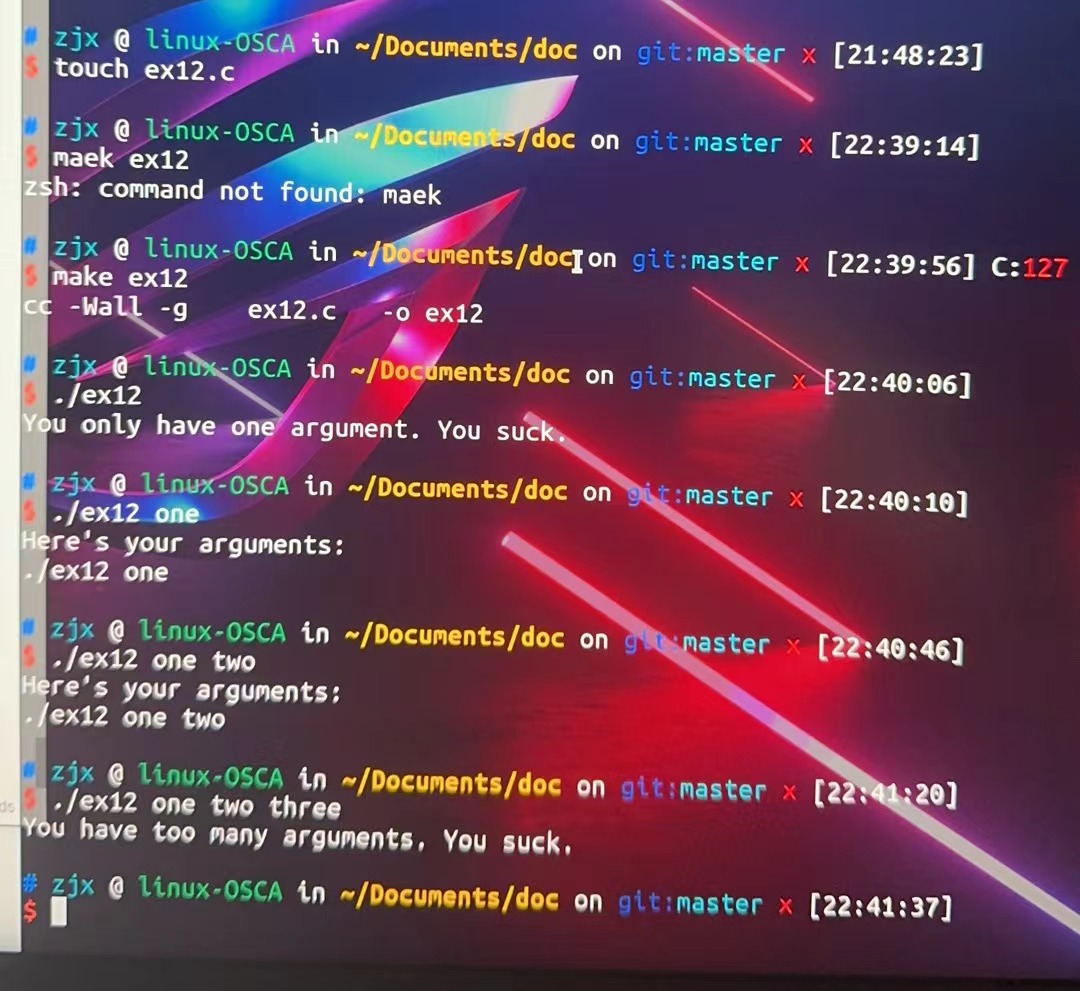 # zjx @ linux-OSCA in ~/Documents/doc on git:master x [21:48:23]
$ touch ex12.c
# zjx @ linux-OSCA in ~/Documents/doc on git:master x [22:39:14]
$ maek ex12
zsh: command not found: maek
# zjx @ linux-OSCA in ~/Documents/doc on git:master x [22:39:56] C:127
$ make ex12
cc -Wall -g    ex12.c   -o ex12
# zjx @ linux-OSCA in ~/Documents/doc on git:master x [22:40:06]
$ ./ex12
You only have one argument. You suck.
# zjx @ linux-OSCA in ~/Documents/doc on git:master x [22:40:10]
$ ./ex12 one
Here's your arguments:
./ex12 one
# zjx @ linux-OSCA in ~/Documents/doc on git:master x [22:40:46]
$ ./ex12 one two
Here's your arguments:
./ex12 one two
# zjx @ linux-OSCA in ~/Documents/doc on git:master x [22:41:20]
$ ./ex12 one two three
You have too many arguments. You suck.
# zjx @ linux-OSCA in ~/Documents/doc on git:master x [22:41:37]
$